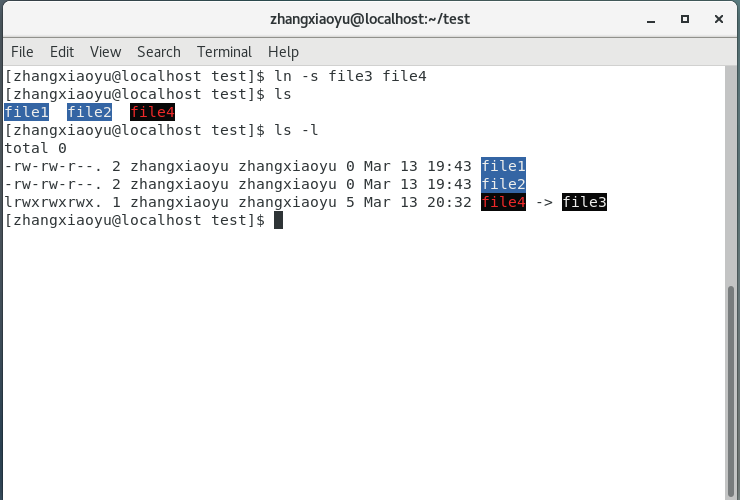 zhangxiaoyu@localhost:~/test
File Edit View Search Terminal Help
[zhangxiaoyu@localhost test]$ ln -s file3 file4
[zhangxiaoyu@localhost test]$ ls
file1  file2  file4
[zhangxiaoyu@localhost test]$ ls -l
total 0
-rw-rw-r--. 2 zhangxiaoyu zhangxiaoyu 0 Mar 13 19:43 file1
-rw-rw-r--. 2 zhangxiaoyu zhangxiaoyu 0 Mar 13 19:43 file2
lrwxrwxrwx. 1 zhangxiaoyu zhangxiaoyu 5 Mar 13 20:32 file4 -> file3
[zhangxiaoyu@localhost test]$